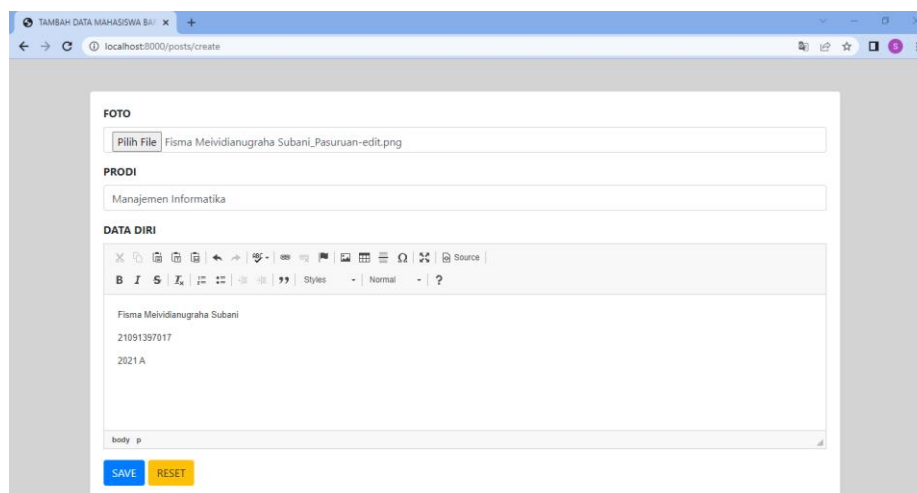 TAMBAH DATA MAHASISWA BA
localhost:8000/posts/create
S
FOTO
Pilih File Fisma Meividianugraha Subani_Pasuruan-edit.png
PRODI
Manajemen Informatika
DATA DIRI
Source
B I S Ix Styles Normal ?
Fisma Meividianugraha Subani
21091397017
2021 A
body p
SAVE RESET